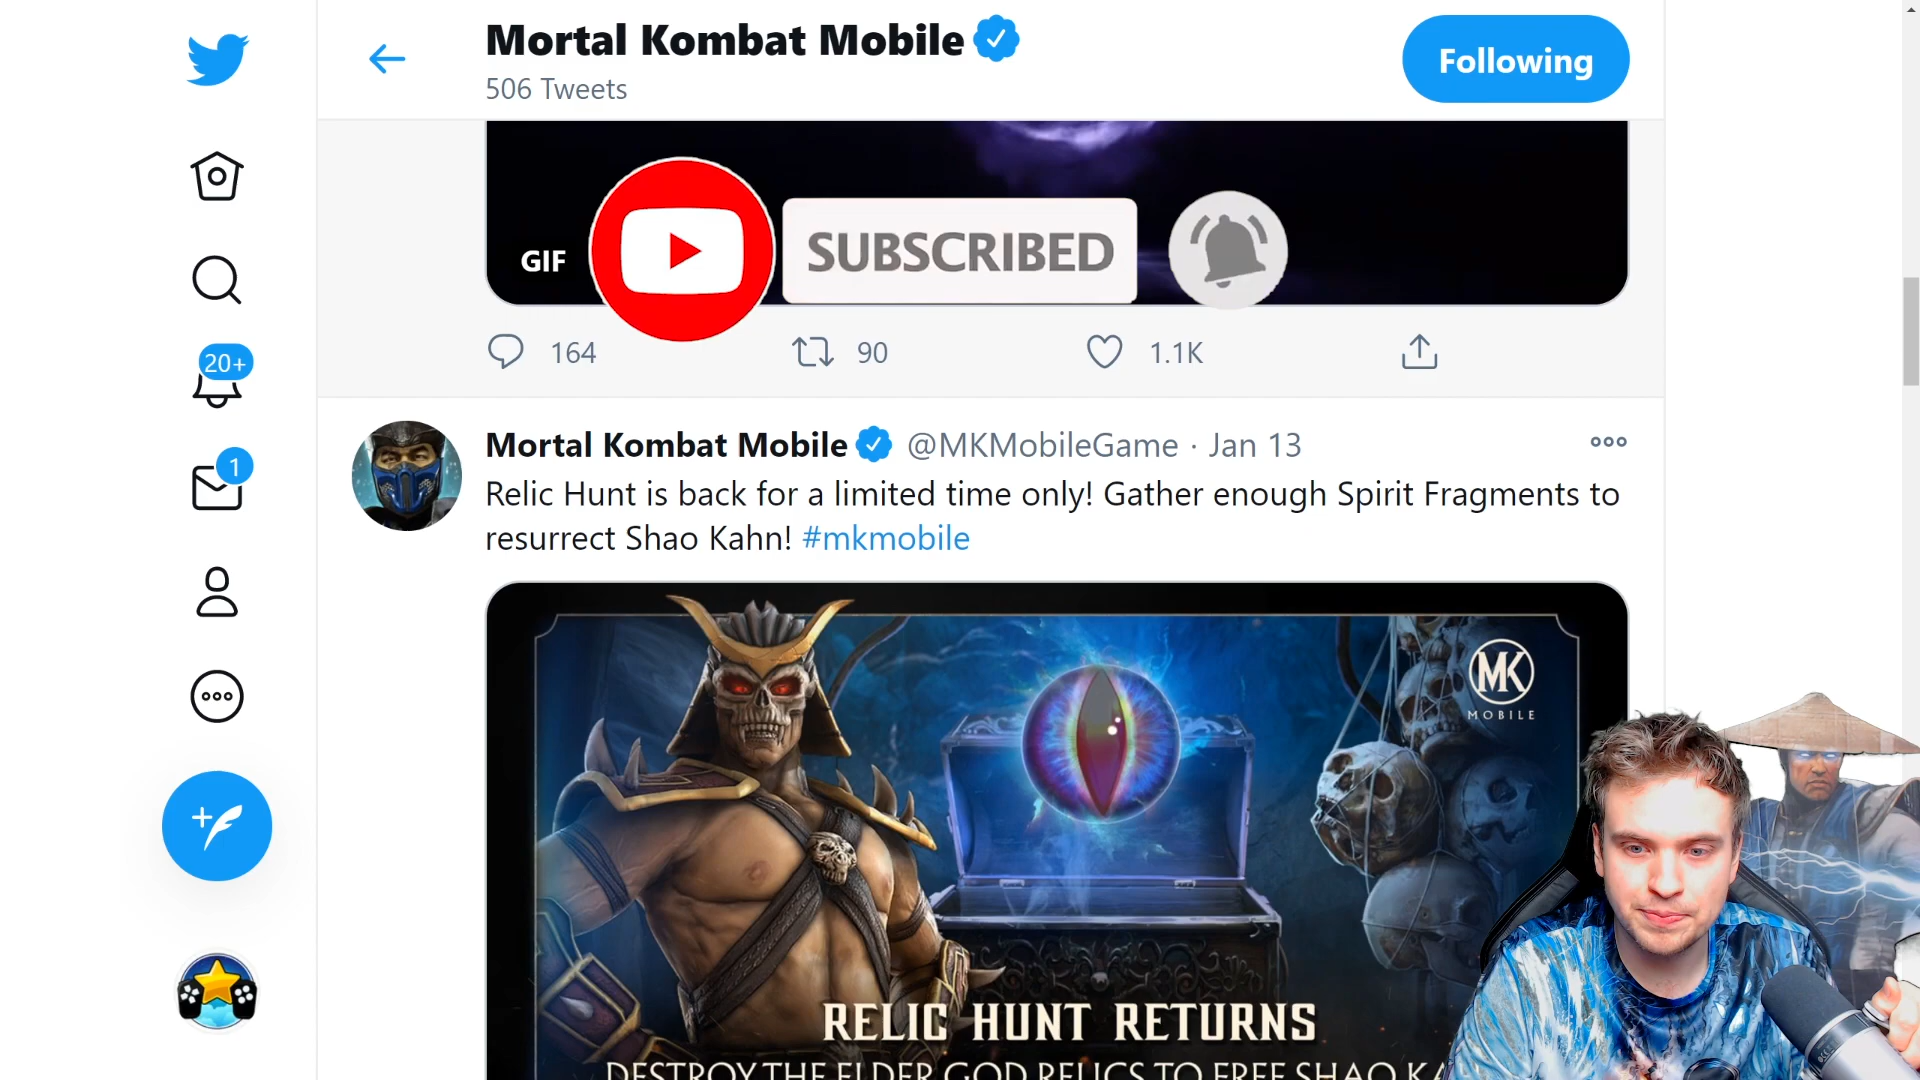 Mortal Kombat Mobile
506 Tweets
Following
GIF
SUBSCRIBED
20+
1
164
90
1.1K
Mortal Kombat Mobile @MKMobileGame · Jan 13
Relic Hunt is back for a limited time only! Gather enough Spirit Fragments to
resurrect Shao Kahn! #mkmobile
MK
MOBILE
RELIC HUNT RETURNS
DESTROY THE ELDER GOD RELICS TO FREE SHAO